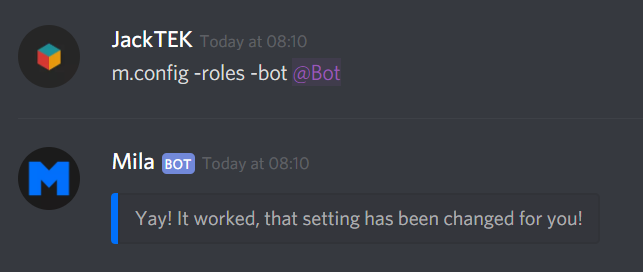 JackTEK Today at 08:10
m.config -roles -bot @Bot
M
Mila BOT Today at 08:10
Yay! It worked, that setting has been changed for you!